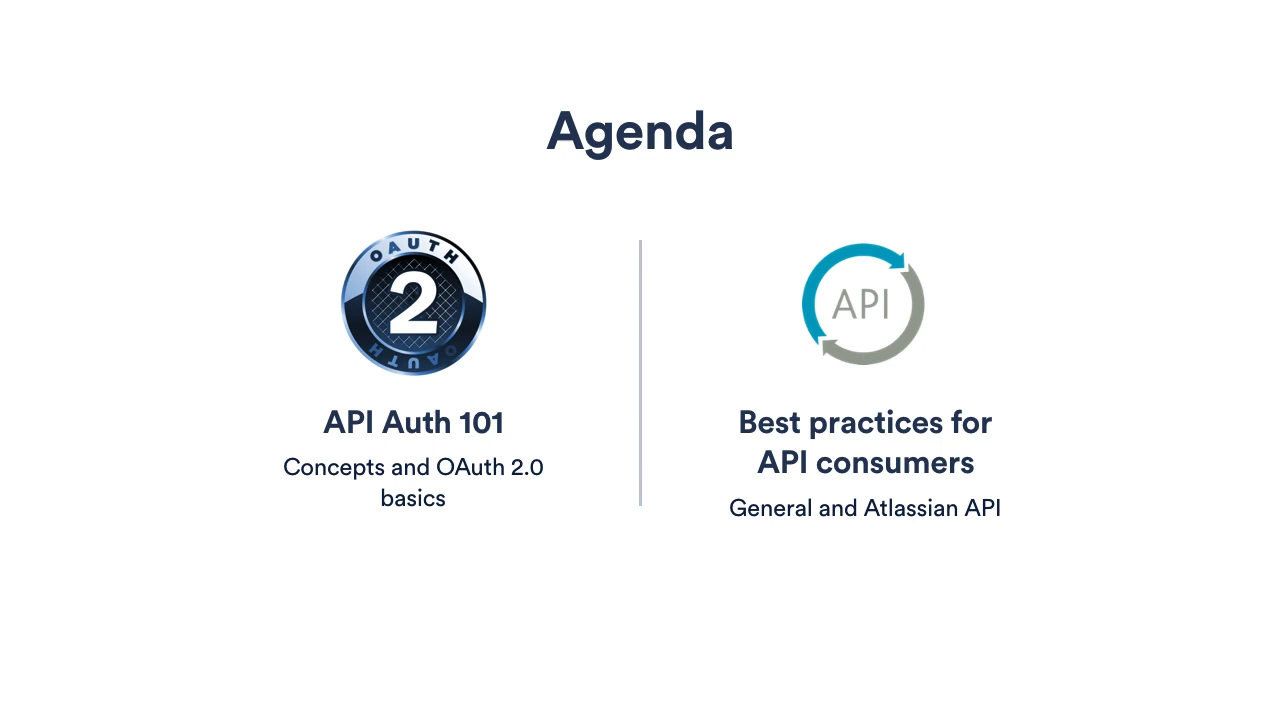 Agenda
OAUTH
2
OAUTH
API Auth 101
Concepts and OAuth 2.0
basics
API
Best practices for
API consumers
General and Atlassian API